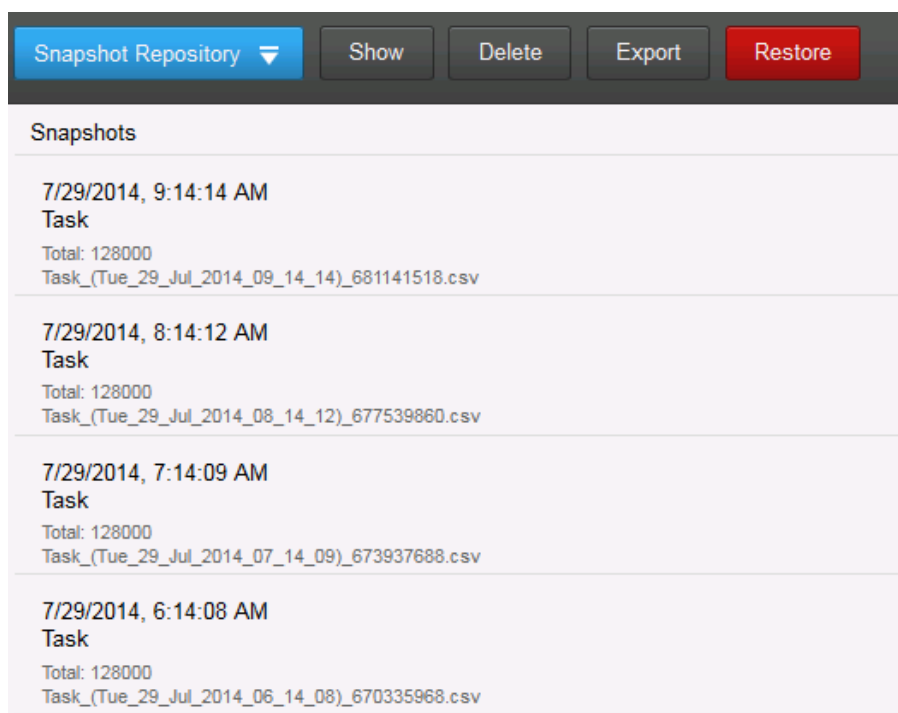 Snapshot Repository Show Delete Export Restore
Snapshots
7/29/2014, 9:14:14 AM
Task
Total: 128000
Task_(Tue_29_Jul_2014_09_14_14)_681141518.csv
7/29/2014, 8:14:12 AM
Task
Total: 128000
Task_(Tue_29_Jul_2014_08_14_12)_677539860.csv
7/29/2014, 7:14:09 AM
Task
Total: 128000
Task_(Tue_29_Jul_2014_07_14_09)_673937688.csv
7/29/2014, 6:14:08 AM
Task
Total: 128000
Task_(Tue_29_Jul_2014_06_14_08)_670335968.csv